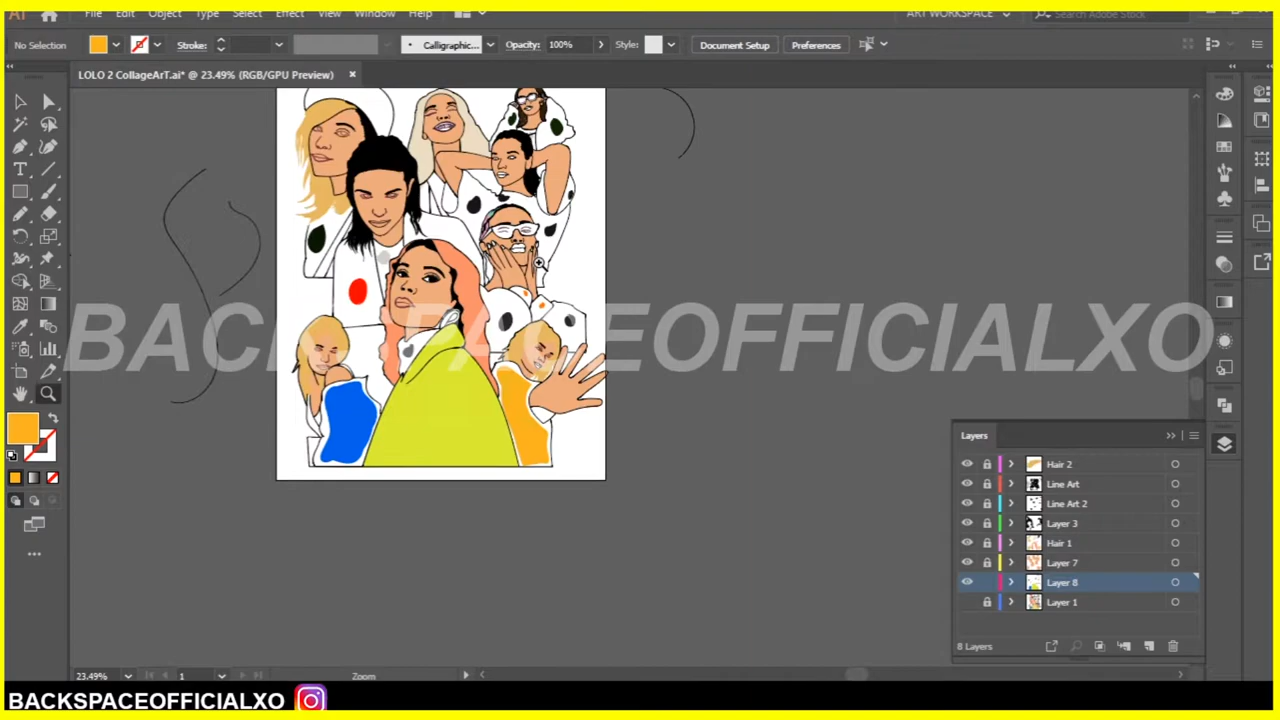 Ai File Edit Object Type Select Effect View Window Help ART WORKSPACE Search Adobe Stock
No Selection Stroke: Calligraphic... Opacity: 100% Style: Document Setup Preferences
LOLO 2 CollageArT.ai* @ 23.49% (RGB/GPU Preview)
BACKSPACEOFFICIALXO
Layers
Hair 2
Line Art
Line Art 2
Layer 3
Hair 1
Layer 7
Layer 8
Layer 1
8 Layers
23.49% 1 Zoom
BACKSPACEOFFICIALXO